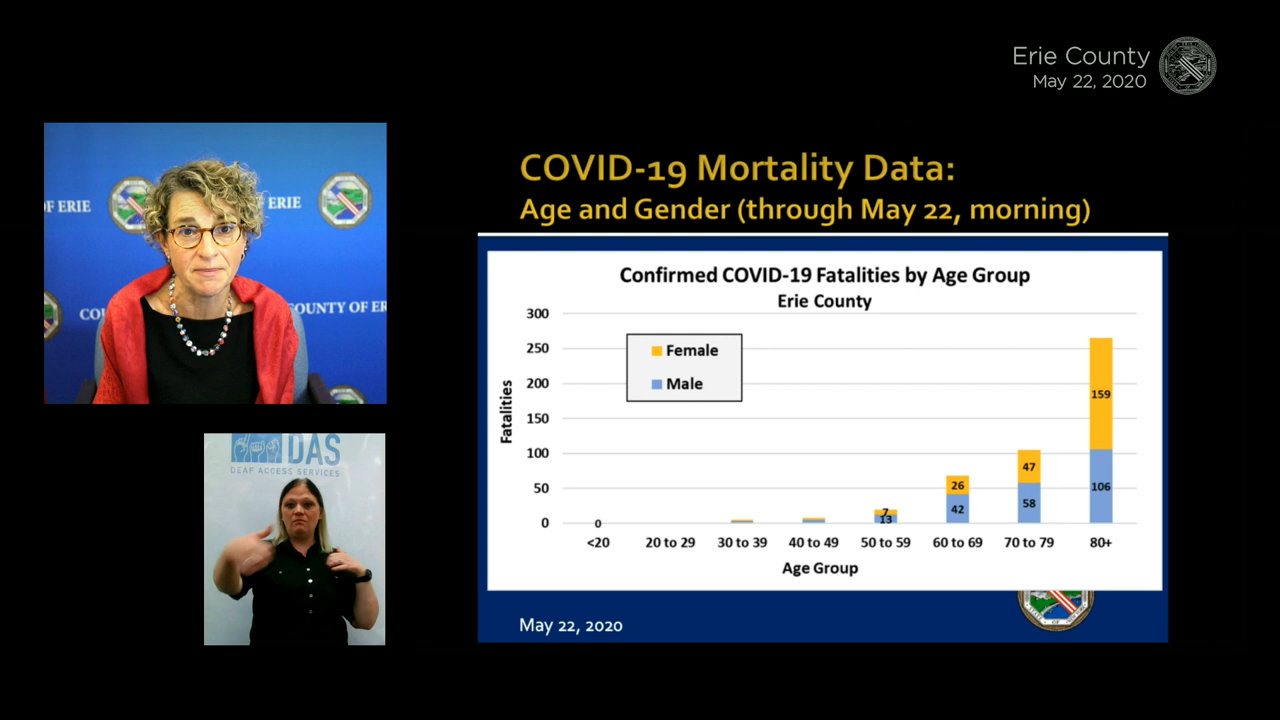 Erie County
May 22, 2020
COVID-19 Mortality Data:
Age and Gender (through May 22, morning)
OF ERIE
ERIE
COU
COUNTY OF ER
DAS
DEAF ACCESS SERVICES
Confirmed COVID-19 Fatalities by Age Group
Erie County
Female
Male
Fatalities
300
250
200
150
100
50
0
0
7
13
26
42
47
58
159
106
<20
20 to 29
30 to 39
40 to 49
50 to 59
60 to 69
70 to 79
80+
Age Group
May 22, 2020